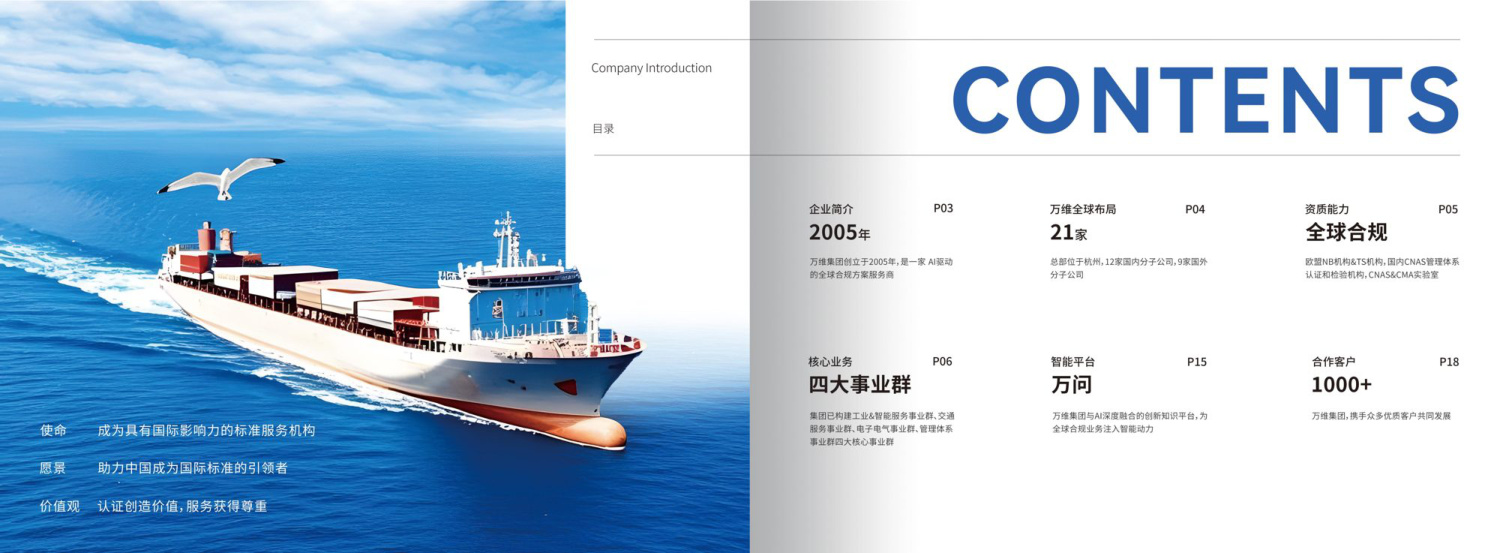 Company Introduction
目录
CONTENTS
企业简介 P03
2005年
万维集团创立于2005年,是一家 AI驱动
的全球合规方案服务商
万维全球布局 P04
21家
总部位于杭州,12家国内分子公司,9家国外
分子公司
资质能力 P05
全球合规
欧盟NB机构&TS机构,国内CNAS管理体系
认证和检验机构,CNAS&CMA实验室
核心业务 P06
四大事业群
集团已构建工业&智能服务事业群、交通
服务事业群、电子电气事业群、管理体系
事业群四大核心事业群
智能平台 P15
万问
万维集团与AI深度融合的创新知识平台,为
全球合规业务注入智能动力
合作客户 P18
1000+
万维集团,携手众多优质客户共同发展
使命 成为具有国际影响力的标准服务机构
愿景 助力中国成为国际标准的引领者
价值观 认证创造价值,服务获得尊重